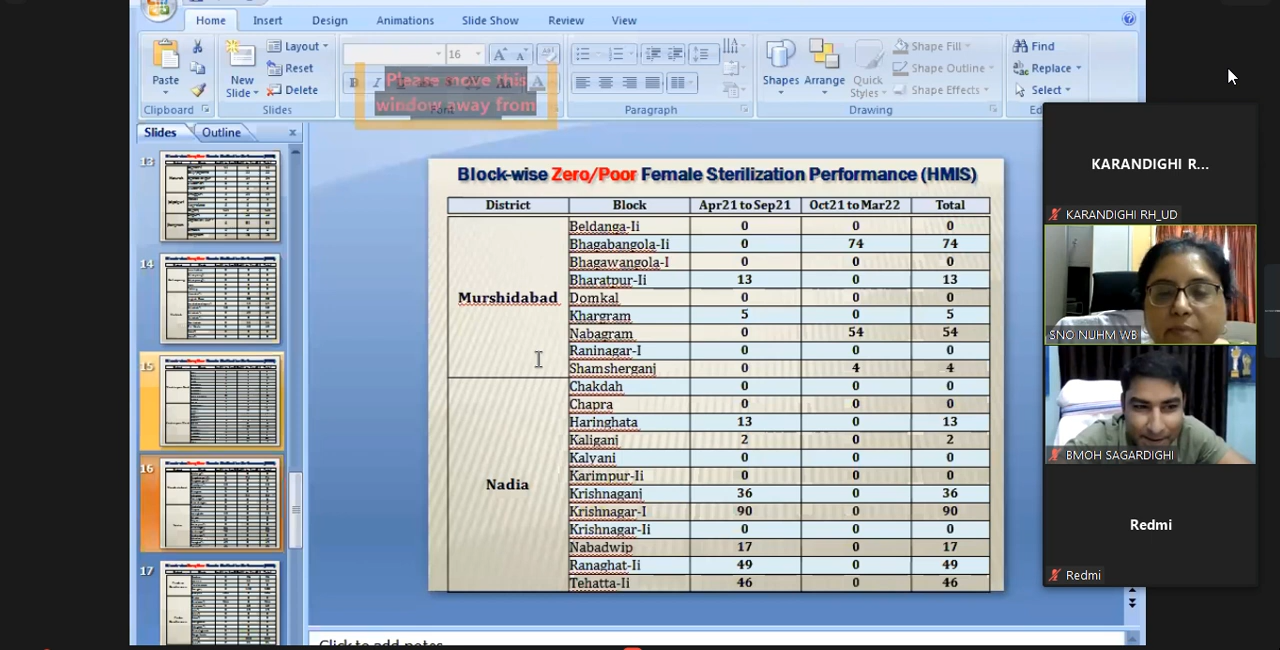 Home Insert Design Animations Slide Show Review View
Paste
Clipboard
New Slide
Layout
Reset
Delete
Slides
16
Please move this
window away from
Font
Paragraph
Shapes Arrange Quick Styles
Shape Fill
Shape Outline
Shape Effects
Drawing
Find
Replace
Select
Slides Outline
13
14
15
16
17
Block-wise Zero/Poor Female Sterilization Performance (HMIS)
District Block Apr21 to Sep21 Oct21 to Mar22 Total
Murshidabad
Beldanga-Ii 0 0 0
Bhagabangola-Ii 0 74 74
Bhagawangola-I 0 0 0
Bharatpur-Ii 13 0 13
Domkal 0 0 0
Khargram 5 0 5
Nabagram 0 54 54
Raninagar-I 0 0 0
Shamsherganj 0 4 4
Nadia
Chakdah 0 0 0
Chapra 0 0 0
Haringhata 13 0 13
Kaliganj 2 0 2
Kalyani 0 0 0
Karimpur-Ii 0 0 0
Krishnaganj 36 0 36
Krishnagar-I 90 0 90
Krishnagar-Ii 0 0 0
Nabadwip 17 0 17
Ranaghat-Ii 49 0 49
Tehatta-Ii 46 0 46
Click to add notes
KARANDIGHI R...
KARANDIGHI RH_UD
SNO NUHM WB
BMOH SAGARDIGHI
Redmi
Redmi